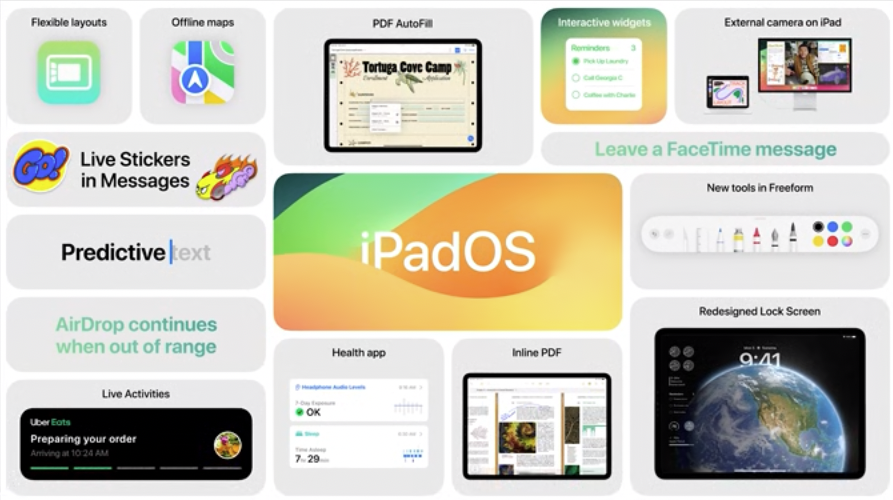 Flexible layouts
Offline maps
PDF AutoFill
Tortuga Cove Camp
Enrollment Application
Interactive widgets
Reminders 3
Pick Up Laundry
Call Georgia C
Coffee with Charlie
External camera on iPad
GO!
Live Stickers
in Messages
Leave a FaceTime message
New tools in Freeform
Predictive text
iPadOS
AirDrop continues
when out of range
Redesigned Lock Screen
9:41
Health app
Headphone Audio Levels
7-Day Exposure
OK
Sleep
Time Asleep
7hr 29min
Inline PDF
Live Activities
Uber Eats
Preparing your order
Arriving at 10:24 AM